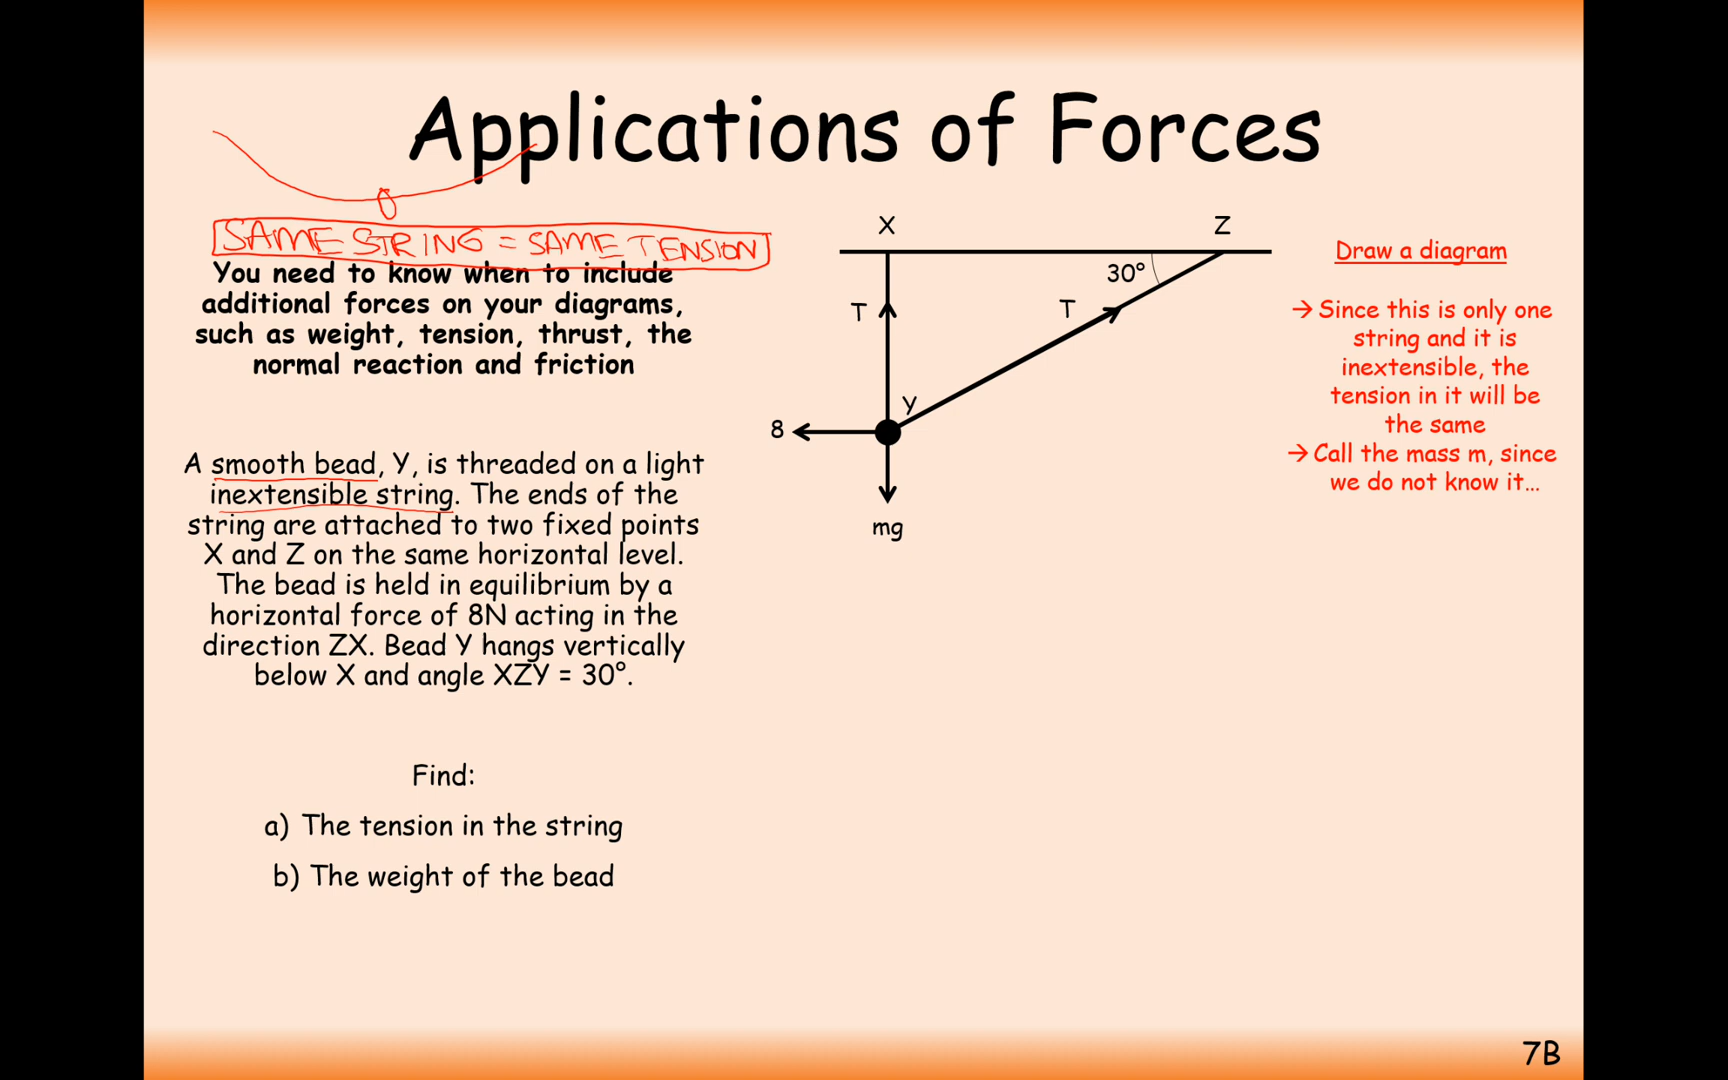 Applications of Forces
SAME STRING = SAME TENSION
You need to know when to include
additional forces on your diagrams,
such as weight, tension, thrust, the
normal reaction and friction
A smooth bead, Y, is threaded on a light
inextensible string. The ends of the
string are attached to two fixed points
X and Z on the same horizontal level.
The bead is held in equilibrium by a
horizontal force of 8N acting in the
direction ZX. Bead Y hangs vertically
below X and angle XZY = 30°.
Find:
a) The tension in the string
b) The weight of the bead
X
Z
30°
T
T
Y
8
mg
Draw a diagram
→ Since this is only one
string and it is
inextensible, the
tension in it will be
the same
→ Call the mass m, since
we do not know it…
7B